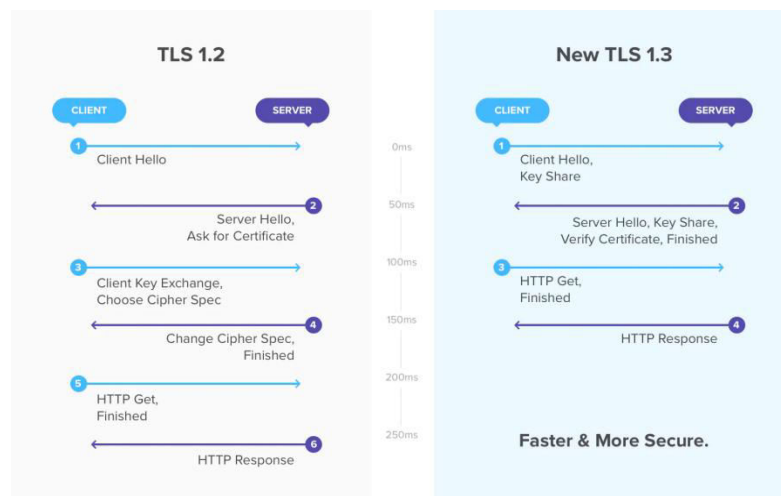 TLS 1.2
CLIENT
SERVER
1
Client Hello
2
Server Hello,
Ask for Certificate
3
Client Key Exchange,
Choose Cipher Spec
4
Change Cipher Spec,
Finished
5
HTTP Get,
Finished
6
HTTP Response
0ms
50ms
100ms
150ms
200ms
250ms
New TLS 1.3
CLIENT
SERVER
1
Client Hello,
Key Share
2
Server Hello, Key Share,
Verify Certificate, Finished
3
HTTP Get,
Finished
4
HTTP Response
Faster & More Secure.